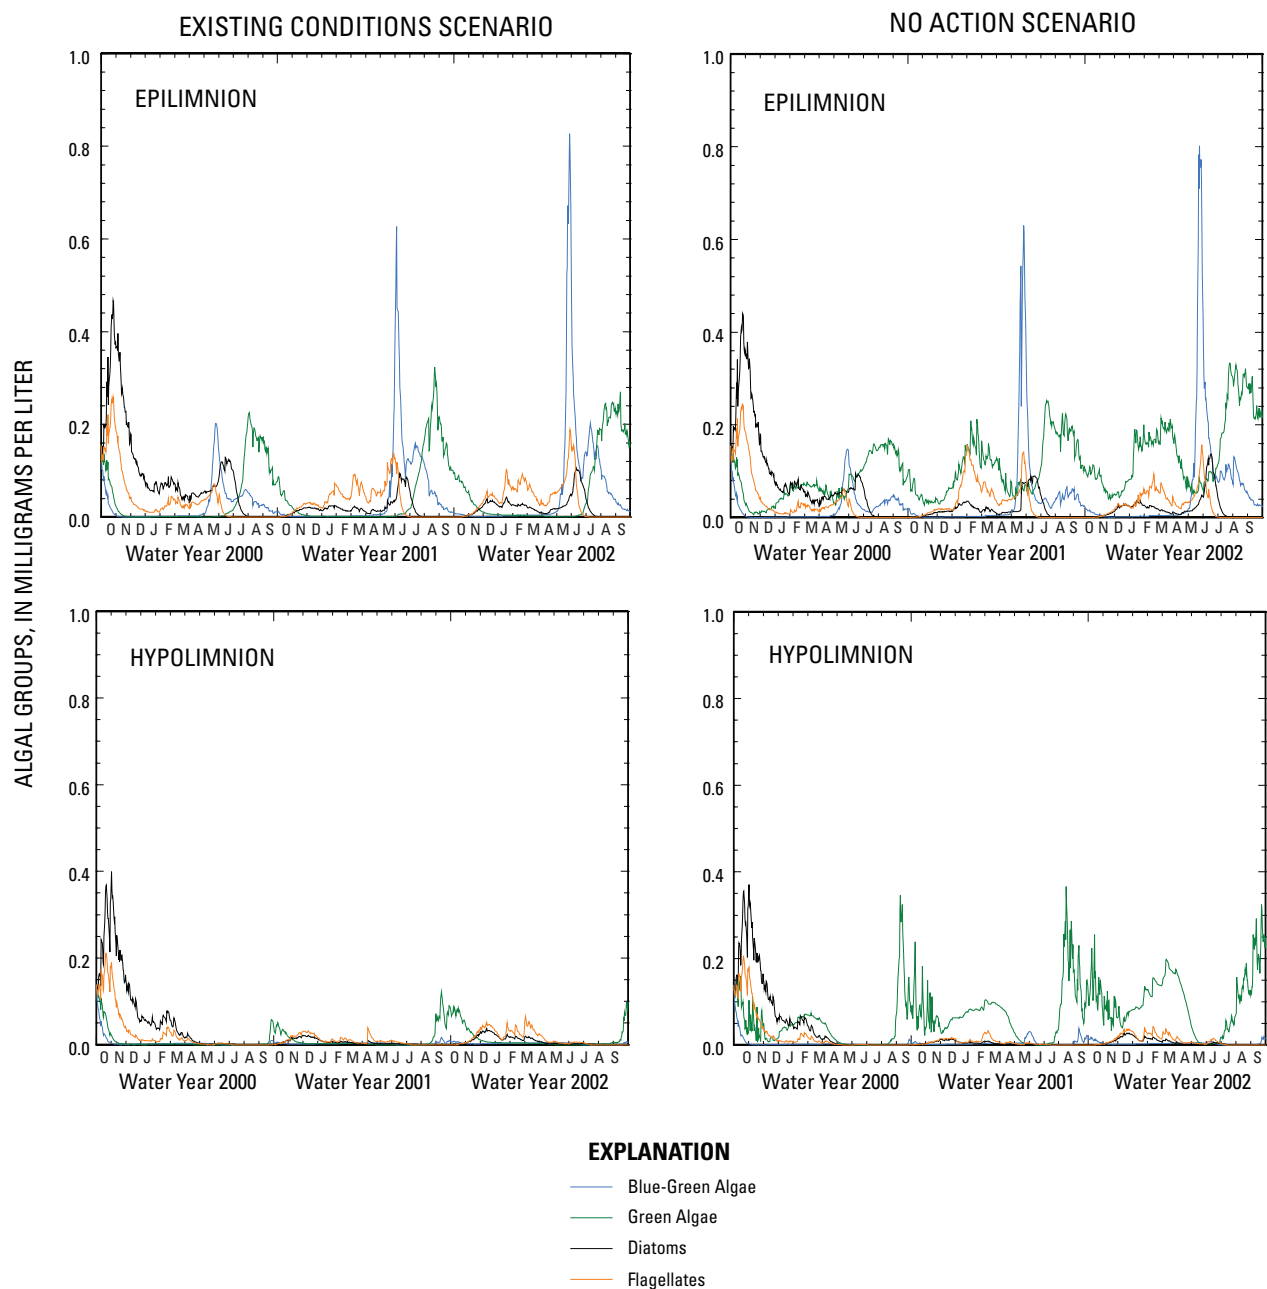 EXISTING CONDITIONS SCENARIO
NO ACTION SCENARIO
ALGAL GROUPS, IN MILLIGRAMS PER LITER
EPILIMNION
1.0
0.8
0.6
0.4
0.2
0.0
O N D J F M A M J J A S O N D J F M A M J J A S O N D J F M A M J J A S
Water Year 2000 Water Year 2001 Water Year 2002
EPILIMNION
1.0
0.8
0.6
0.4
0.2
0.0
O N D J F M A M J J A S O N D J F M A M J J A S O N D J F M A M J J A S
Water Year 2000 Water Year 2001 Water Year 2002
HYPOLIMNION
1.0
0.8
0.6
0.4
0.2
0.0
O N D J F M A M J J A S O N D J F M A M J J A S O N D J F M A M J J A S
Water Year 2000 Water Year 2001 Water Year 2002
HYPOLIMNION
1.0
0.8
0.6
0.4
0.2
0.0
O N D J F M A M J J A S O N D J F M A M J J A S O N D J F M A M J J A S
Water Year 2000 Water Year 2001 Water Year 2002
EXPLANATION
Blue-Green Algae
Green Algae
Diatoms
Flagellates